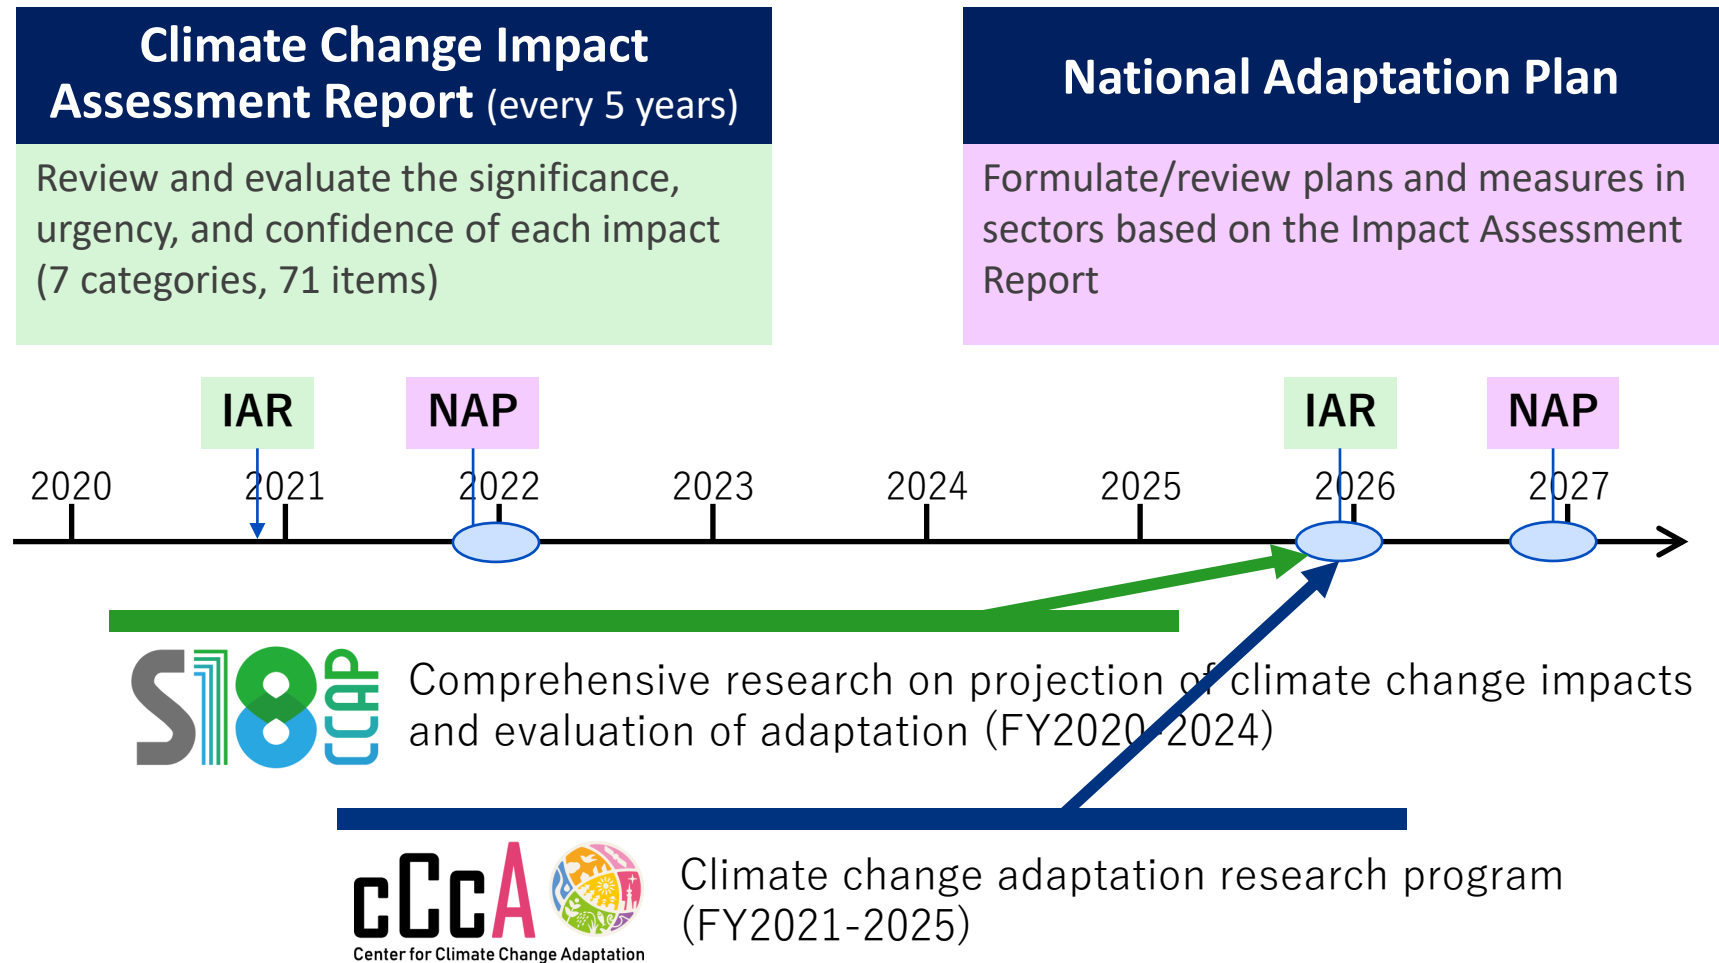 Climate Change Impact
Assessment Report (every 5 years)
Review and evaluate the significance,
urgency, and confidence of each impact
(7 categories, 71 items)
National Adaptation Plan
Formulate/review plans and measures in
sectors based on the Impact Assessment
Report
IAR
NAP
IAR
NAP
2020
2021
2022
2023
2024
2025
2026
2027
S18
CCAP
Comprehensive research on projection of climate change impacts
and evaluation of adaptation (FY2020-2024)
cCcA
Center for Climate Change Adaptation
Climate change adaptation research program
(FY2021-2025)